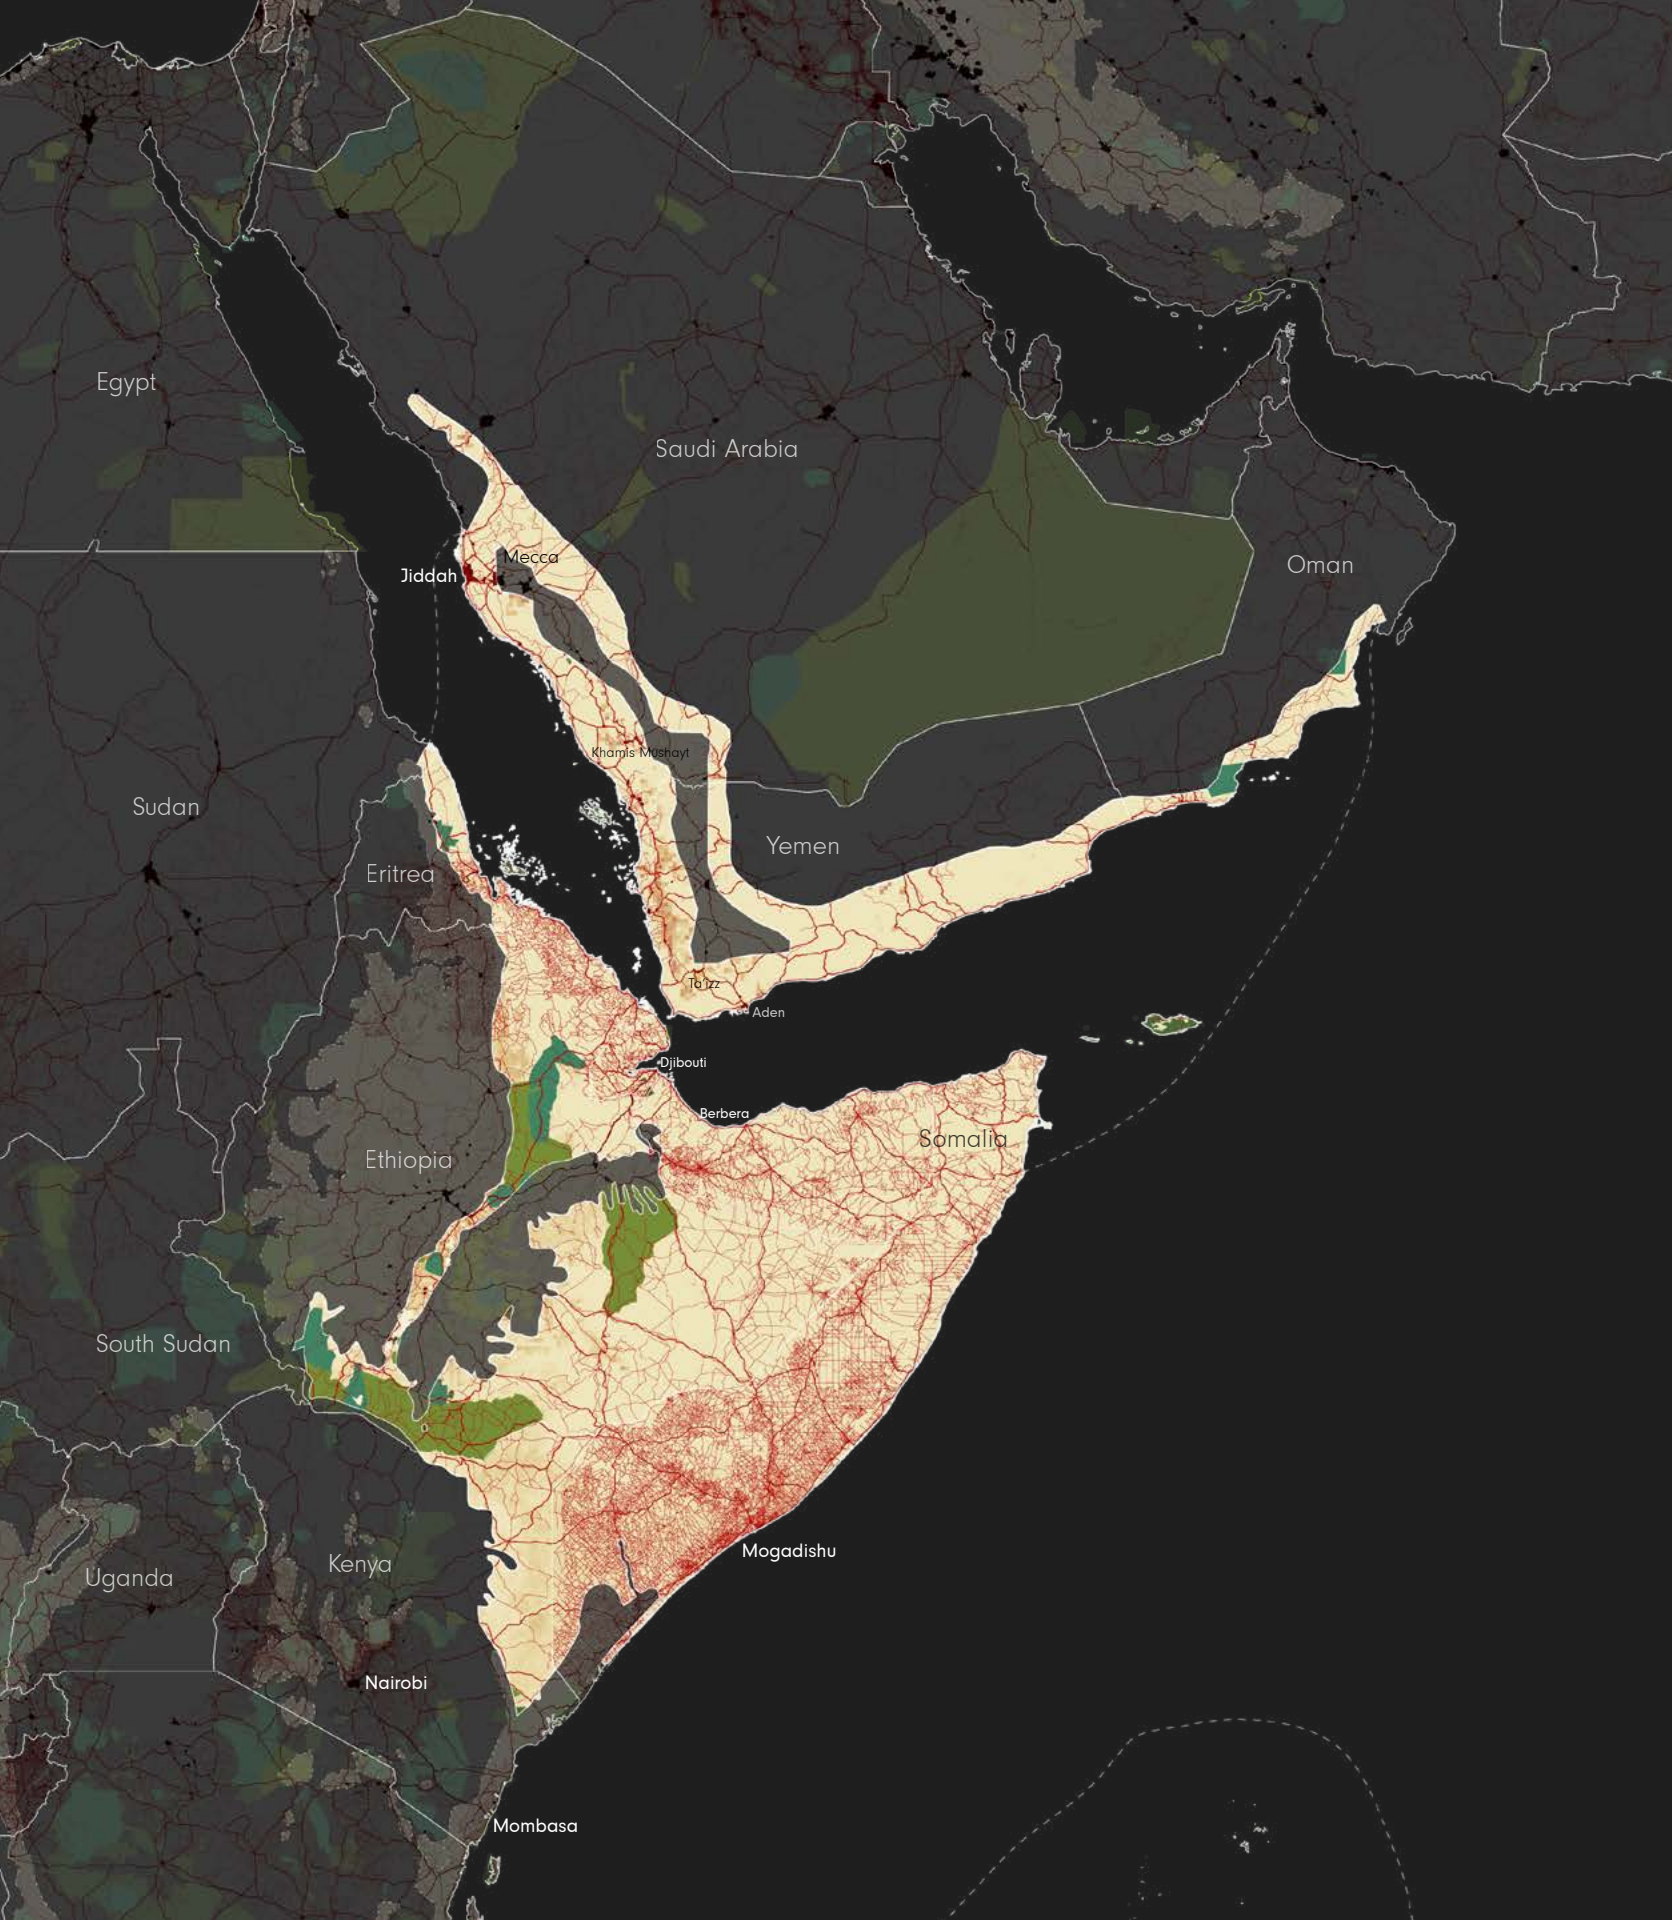 Egypt
Saudi Arabia
Mecca
Oman
Jiddah
Khamis Mushayt
Sudan
Yemen
Eritrea
Ta'izz
Aden
Djibouti
Berbera
Somalia
Ethiopia
South Sudan
Mogadishu
Kenya
Uganda
Nairobi
Mombasa